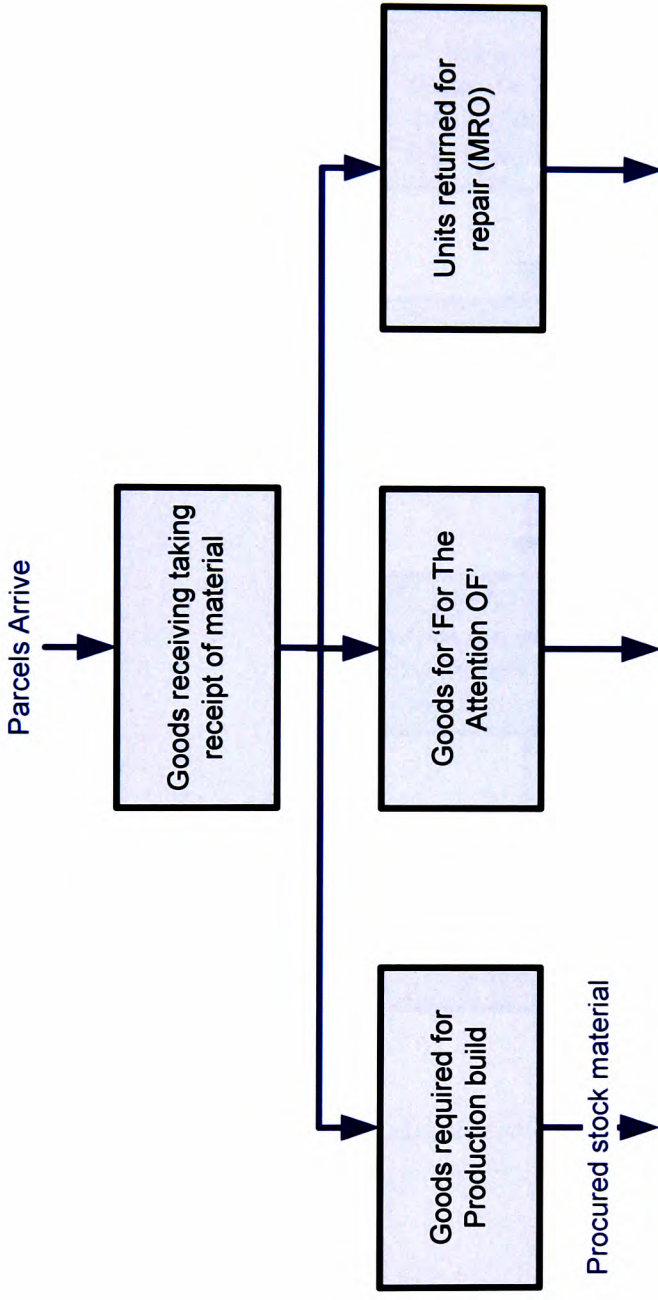 Parcels Arrive
Goods receiving taking
receipt of material
Goods required for
Production build
Goods for 'For The
Attention OF'
Units returned for
repair (MRO)
Procured stock material